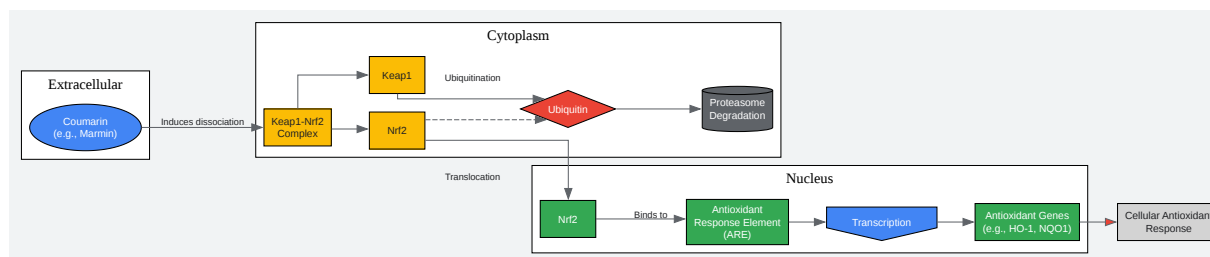 Cytoplasm
Extracellular
Coumarin
(e.g., Marmin)
Induces dissociation
Keap1-Nrf2
Complex
Keap1
Nrf2
Ubiquitination
Ubiquitin
Proteasome
Degradation
Translocation
Nucleus
Nrf2
Binds to
Antioxidant
Response Element
(ARE)
Transcription
Antioxidant Genes
(e.g., HO-1, NQO1)
Cellular Antioxidant
Response